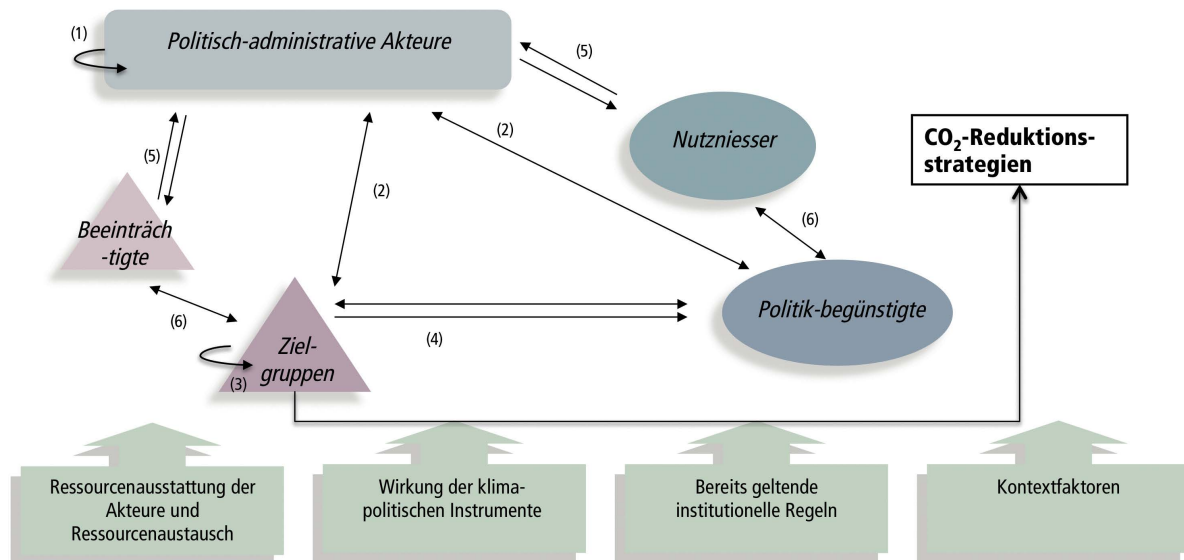 (1)
Politisch-administrative Akteure
(5)
(2)
Nutzniesser
CO₂-Reduktions-
strategien
(5)
(2)
Beeinträch
-tigte
(6)
Politik-begünstigte
(6)
(4)
Ziel-
gruppen
(3)
Ressourcenausstattung der
Akteure und
Ressourcenaustausch
Wirkung der klima-
politischen Instrumente
Bereits geltende
institutionelle Regeln
Kontextfaktoren